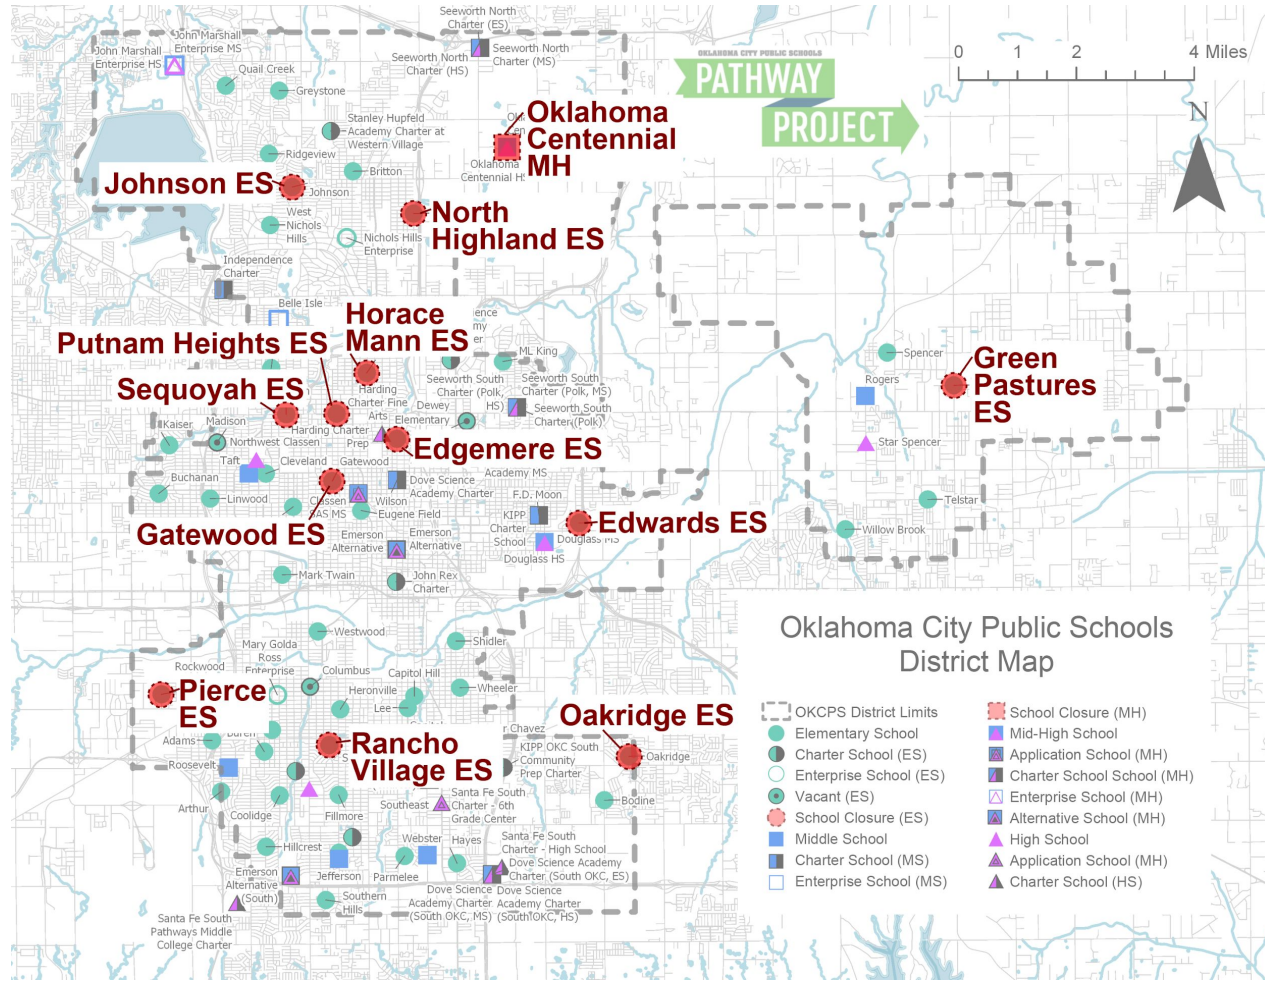 Seeworth North
Charter (ES)
John Marshall
Enterprise MS
John Marshall
Enterprise HS
Seeworth North
Charter (HS)
Seeworth North
Charter (MS)
Quail Creek
Greystone
OKLAHOMA CITY PUBLIC SCHOOLS
PATHWAY
PROJECT
0 1 2 4 Miles
N
Stanley Hupfeld
Academy Charter at
Western Village
Oklahoma
Centennial
MH
Oklahoma
Centennial HS
Ridgeview
Britton
Johnson ES
Johnson
North
Highland ES
West
Nichols
Hills
Nichols Hills
Enterprise
Independence
Charter
Belle Isle
Horace
Mann ES
Putnam Heights ES
Sequoyah ES
ML King
Harding
Charter Fine
Arts
Seeworth South
Charter (Polk,
HS)
Seeworth South
Charter (Polk, MS)
Seeworth South
Charter(Polk)
Dewey
Elementary
Spencer
Rogers
Green
Pastures
ES
Star Spencer
Telstar
Willow Brook
Kaiser
Madison
Northwest Classen
Harding Charter
Prep
Edgemere ES
Taft
Cleveland
Gatewood
Buchanan
Linwood
Classen
SAS MS
Wilson
Eugene Field
Dove Science
Academy Charter
Academy MS
F.D. Moon
KIPP
Charter
School
Edwards ES
Douglass MS
Douglass HS
Gatewood ES
Emerson
Alternative
Emerson
Alternative
Mark Twain
John Rex
Charter
Westwood
Shidler
Mary Golda
Ross
Enterprise
Rockwood
Columbus
Capitol Hill
Heronville
Wheeler
Lee
Pierce
ES
Adams
Roosevelt
Rancho
Village ES
Chavez
KIPP OKC South
Community
Prep Charter
Oakridge ES
Oakridge
Bodine
Arthur
Coolidge
Fillmore
Southeast
Santa Fe South
Charter - 6th
Grade Center
Hillcrest
Webster
Hayes
Santa Fe South
Charter - High School
Dove Science Academy
Charter (South OKC, ES)
Emerson
Alternative
(South)
Jefferson
Parmelee
Southern
Hills
Dove Science
Academy Charter
(South OKC, MS)
Dove Science
Academy Charter
(South OKC, HS)
Santa Fe South
Pathways Middle
College Charter
Oklahoma City Public Schools
District Map
OKCPS District Limits
Elementary School
Charter School (ES)
Enterprise School (ES)
Vacant (ES)
School Closure (ES)
Middle School
Charter School (MS)
Enterprise School (MS)
School Closure (MH)
Mid-High School
Application School (MH)
Charter School School (MH)
Enterprise School (MH)
Alternative School (MH)
High School
Application School (MH)
Charter School (HS)